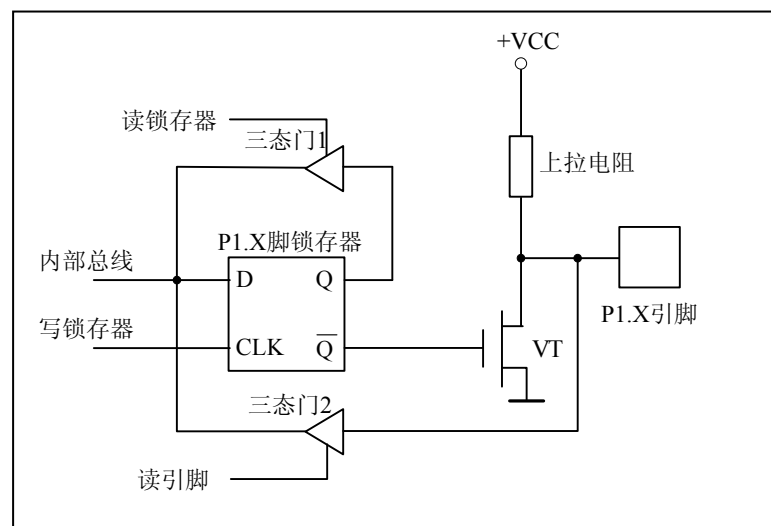 +VCC
读锁存器
三态门1
上拉电阻
P1.X脚锁存器
内部总线
D
Q
P1.X引脚
写锁存器
CLK
Q
VT
三态门2
读引脚